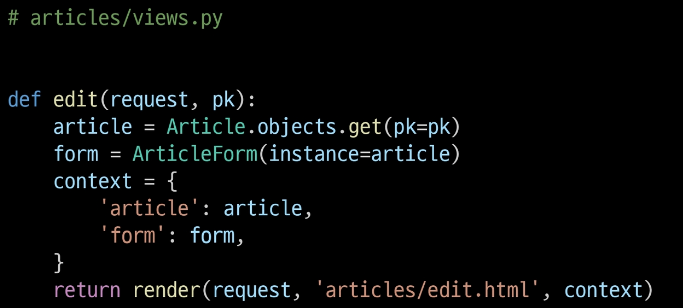 # articles/views.py
def edit(request, pk):
    article = Article.objects.get(pk=pk)
    form = ArticleForm(instance=article)
    context = {
        'article': article,
        'form': form,
    }
    return render(request, 'articles/edit.html', context)